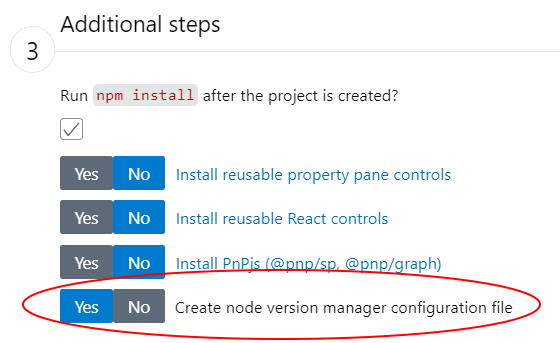 Additional steps
3
Run npm install after the project is created?
Yes No Install reusable property pane controls
Yes No Install reusable React controls
Yes No Install PnPjs (@pnp/sp, @pnp/graph)
Yes No Create node version manager configuration file